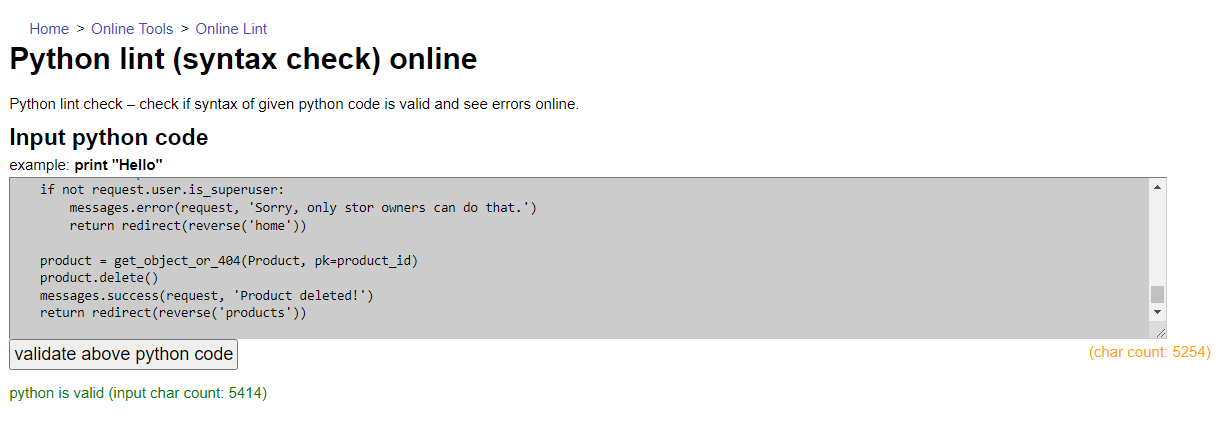 Home > Online Tools > Online Lint
Python lint (syntax check) online
Python lint check – check if syntax of given python code is valid and see errors online.
Input python code
example: print "Hello"
if not request.user.is_superuser:
messages.error(request, 'Sorry, only stor owners can do that.')
return redirect(reverse('home'))
product = get_object_or_404(Product, pk=product_id)
product.delete()
messages.success(request, 'Product deleted!')
return redirect(reverse('products'))
validate above python code
(char count: 5254)
python is valid (input char count: 5414)